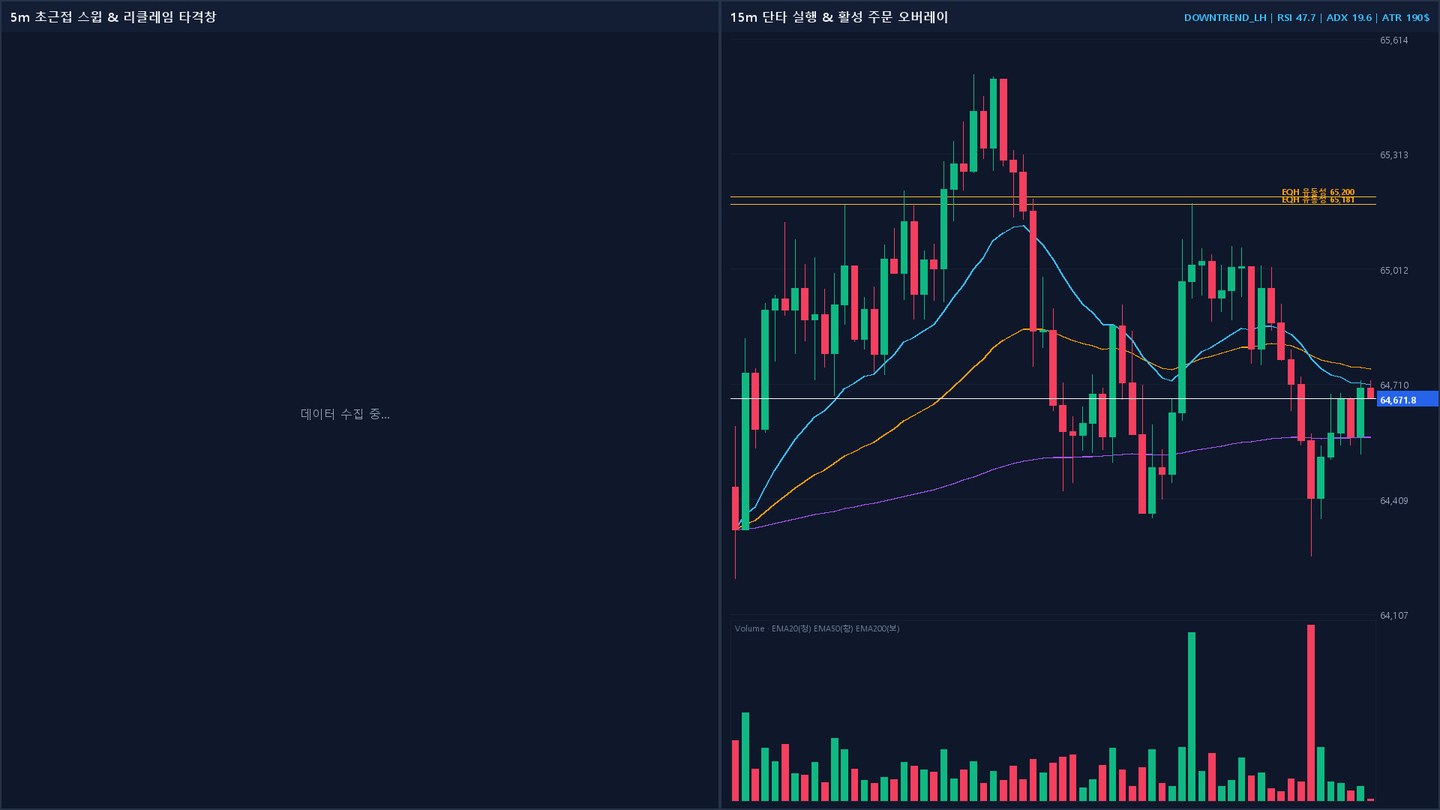 5m 초근접 스윕 & 리클레임 타격창
데이터 수집 중...
15m 단타 실행 & 활성 주문 오버레이
DOWNTREND_LH | RSI 47.7 | ADX 19.6 | ATR 190$
65,614
65,313
EQH 유동성 65,200
EQH 유동성 65,181
65,012
64,710
64,671.8
64,409
64,107
Volume · EMA20(청) EMA50(황) EMA200(보)